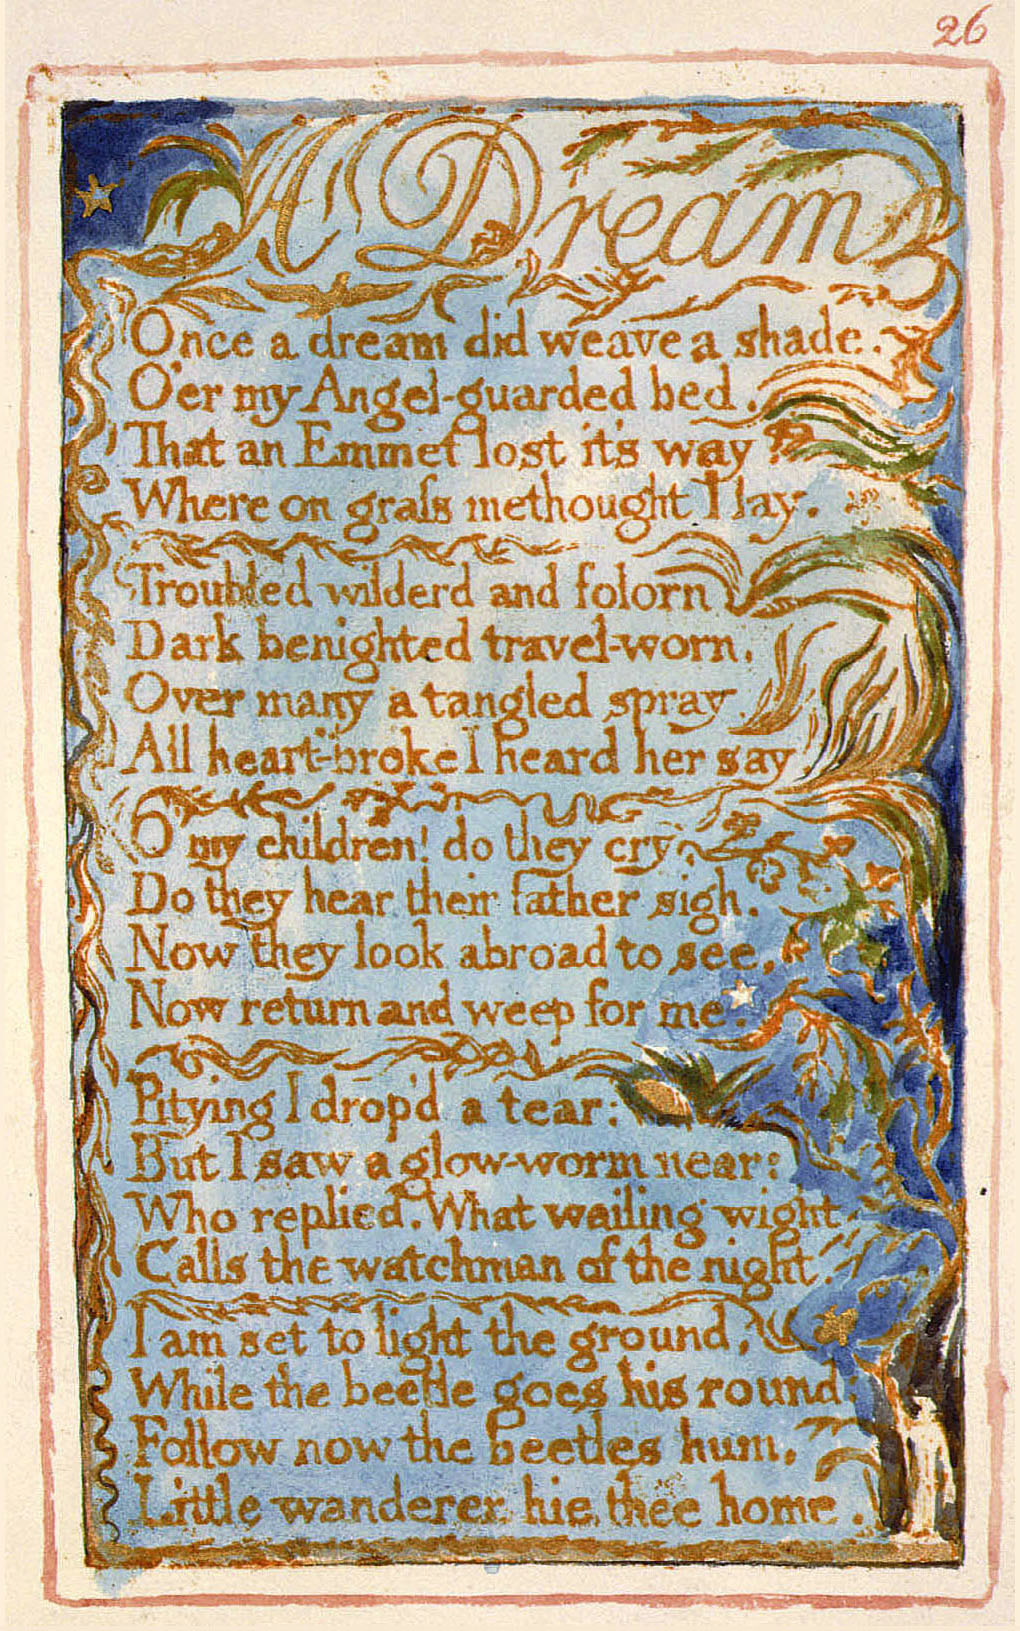 26
A Dream
Once a dream did weave a shade.
O'er my Angel-guarded bed.
That an Emmet lost it's way
Where on graſs methought I lay.
Troubled wilderd and folorn
Dark benighted travel-worn,
Over many a tangled spray
All heart-broke I heard her say
O my children! do they cry,
Do they hear their father sigh.
Now they look abroad to see,
Now return and weep for me.
Pitying I drop'd a tear:
But I saw a glow-worm near:
Who replied. What wailing wight
Calls the watchman of the night.
I am set to light the ground,
While the beetle goes his round:
Follow now the beetles hum,
Little wanderer hie thee home.